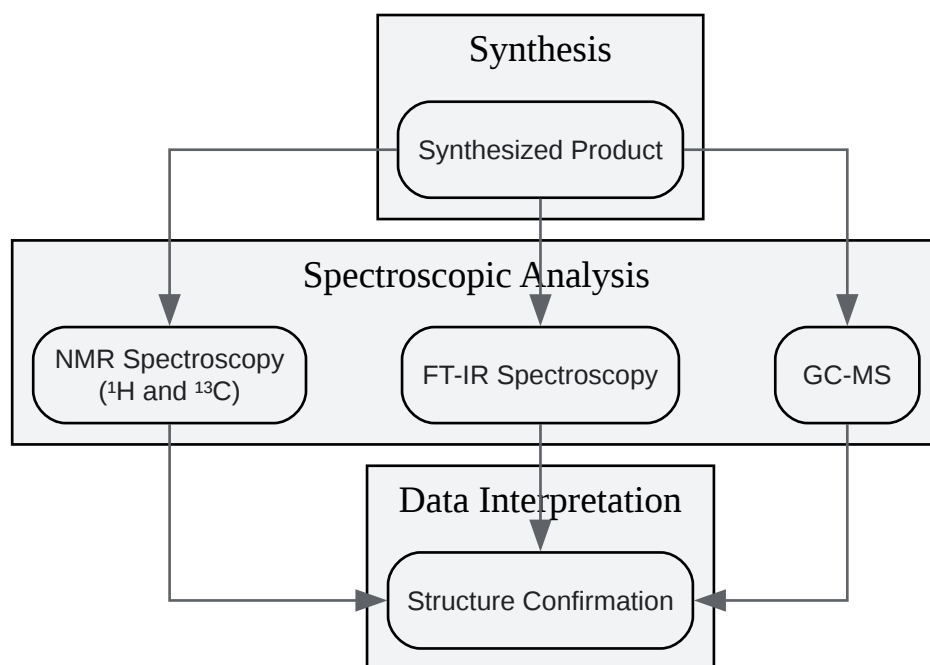 Synthesis
Synthesized Product
Spectroscopic Analysis
NMR Spectroscopy
(¹H and ¹³C)
FT-IR Spectroscopy
GC-MS
Data Interpretation
Structure Confirmation